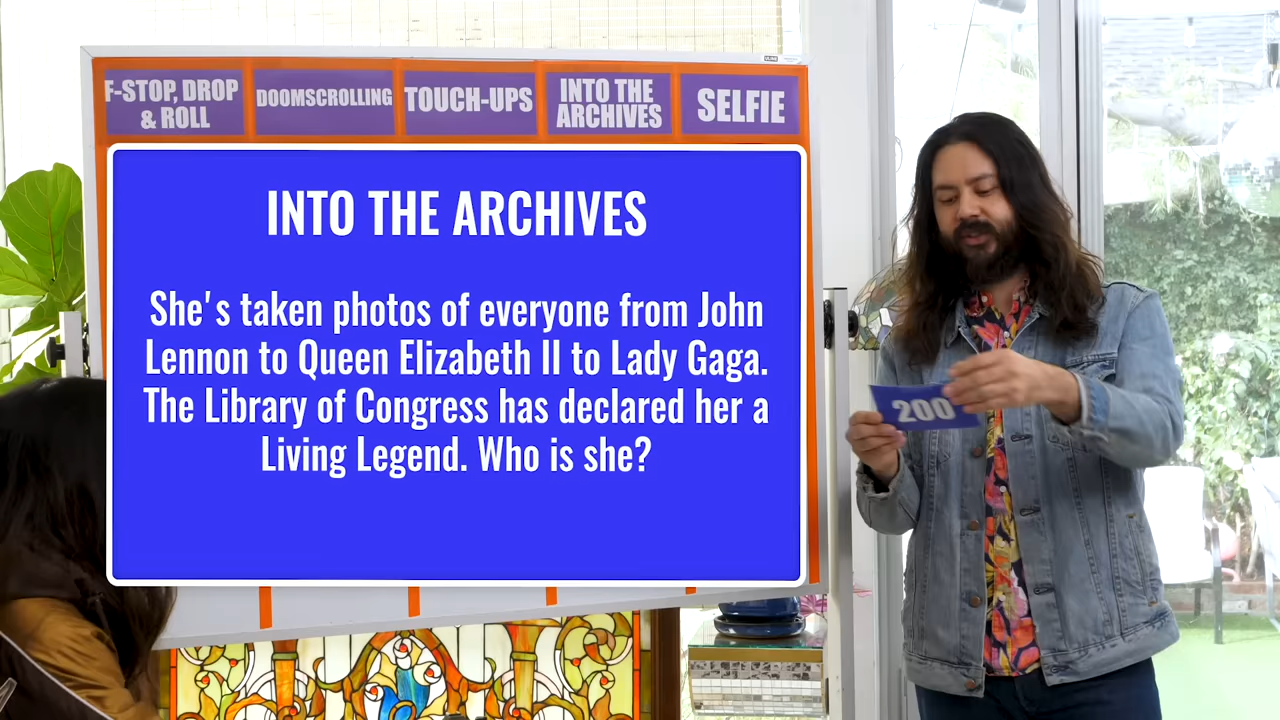 F-STOP, DROP
& ROLL
DOOMSCROLLING
TOUCH-UPS
INTO THE
ARCHIVES
SELFIE
INTO THE ARCHIVES
She's taken photos of everyone from John
Lennon to Queen Elizabeth II to Lady Gaga.
The Library of Congress has declared her a
Living Legend. Who is she?
200